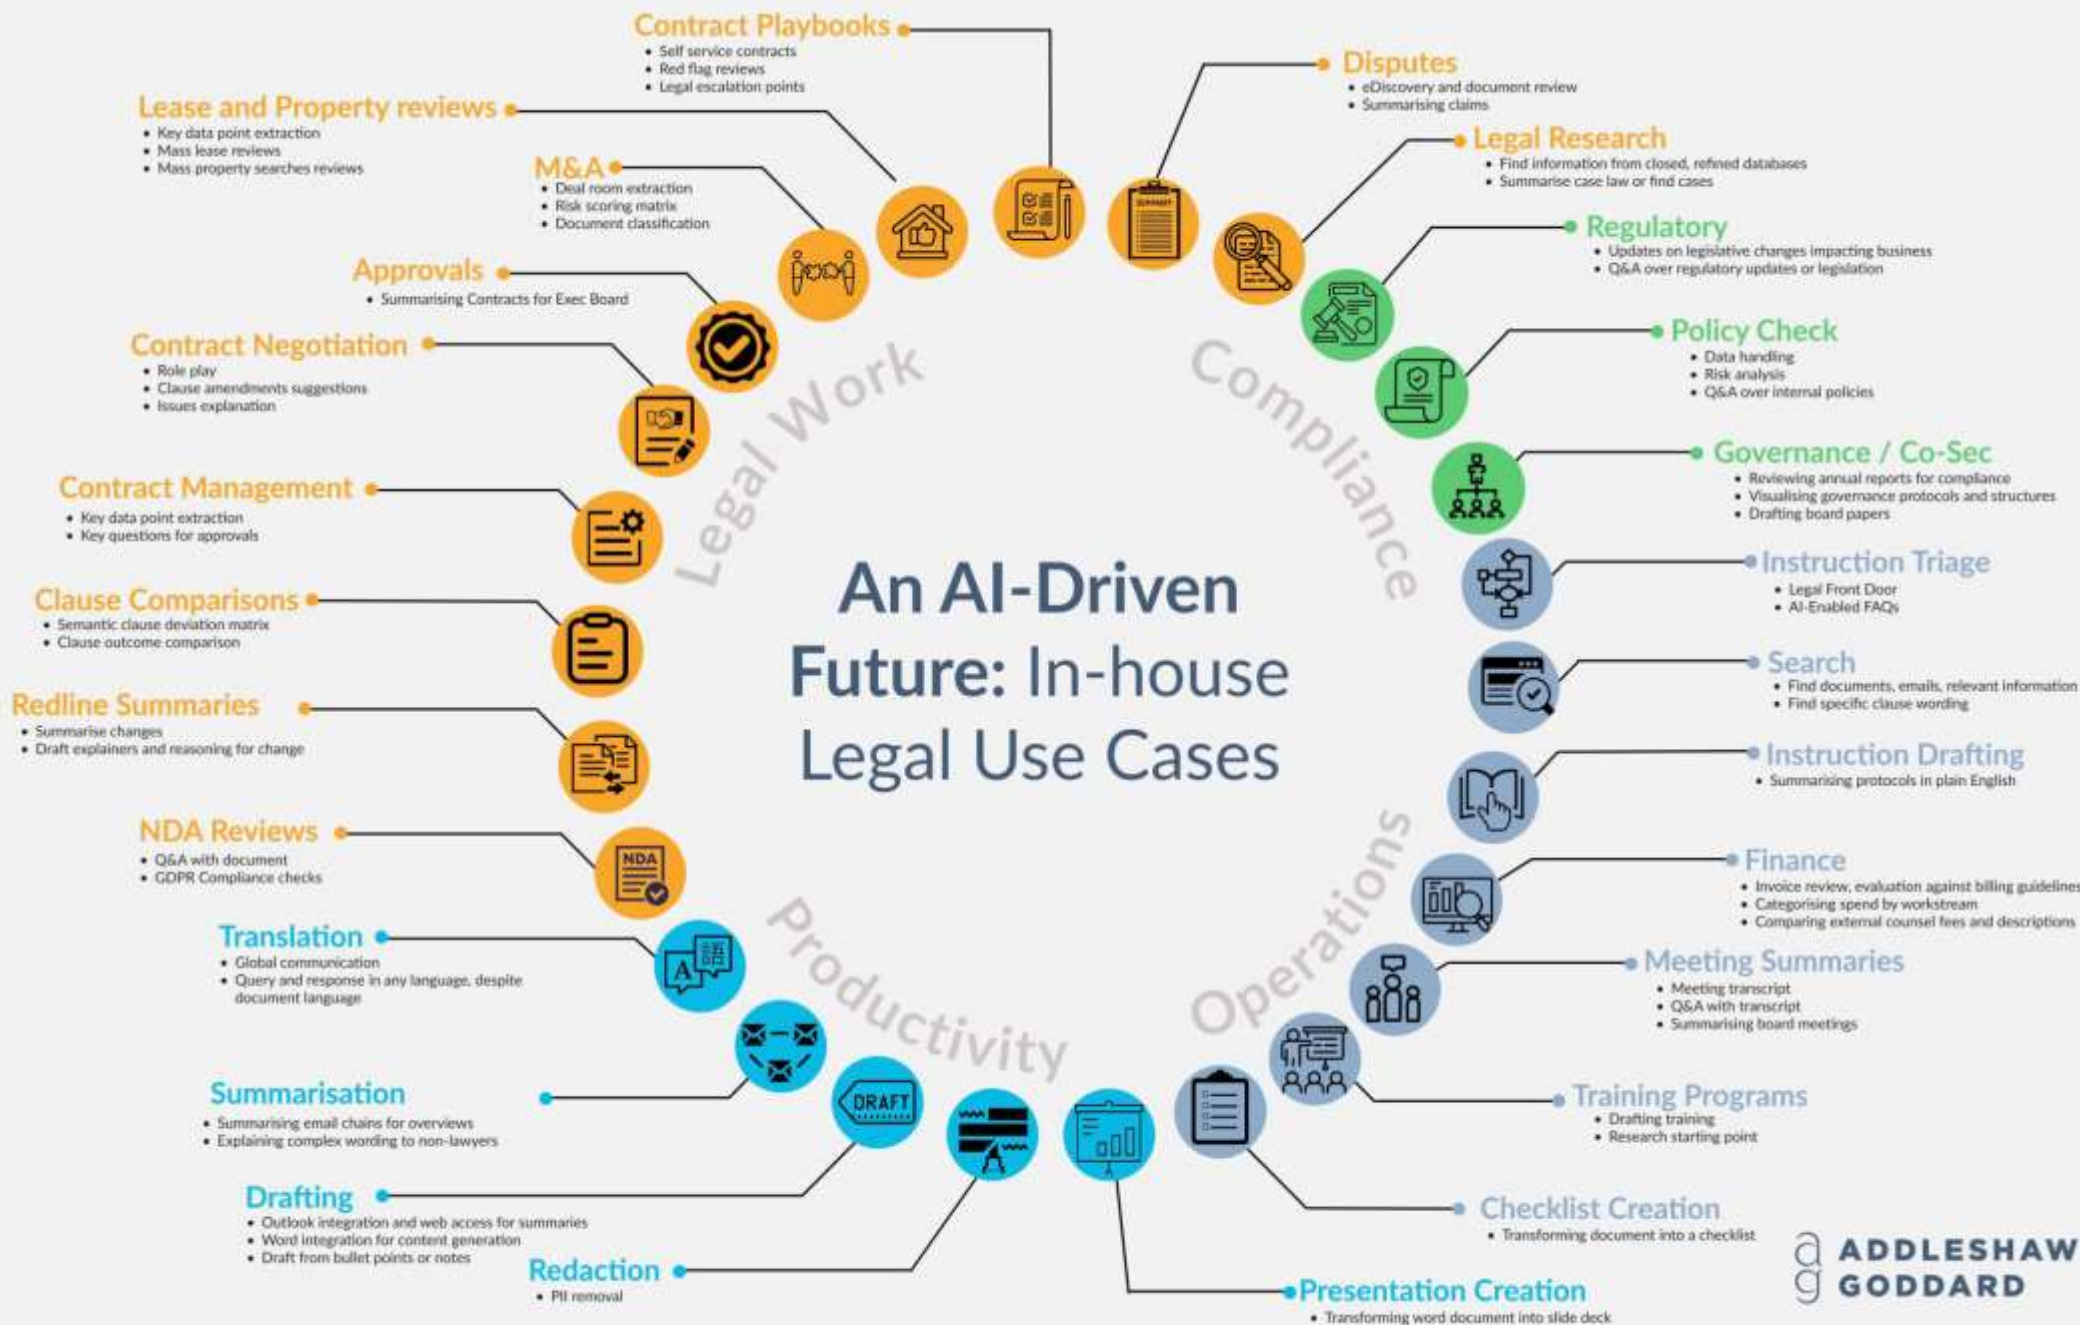 Contract Playbooks
• Self service contracts
• Red flag reviews
• Legal escalation points
Lease and Property reviews
• Key data point extraction
• Mass lease reviews
• Mass property searches reviews
M&A
• Deal room extraction
• Risk scoring matrix
• Document classification
Approvals
• Summarising Contracts for Exec Board
Contract Negotiation
• Role play
• Clause amendments suggestions
• Issues explanation
Contract Management
• Key data point extraction
• Key questions for approvals
Clause Comparisons
• Semantic clause deviation matrix
• Clause outcome comparison
Redline Summaries
• Summarise changes
• Draft explainers and reasoning for change
NDA Reviews
• Q&A with document
• GDPR Compliance checks
Translation
• Global communication
• Query and response in any language, despite
document language
Summarisation
• Summarising email chains for overviews
• Explaining complex wording to non-lawyers
Drafting
• Outlook integration and web access for summaries
• Word integration for content generation
• Draft from bullet points or notes
Redaction
• PII removal
Disputes
• eDiscovery and document review
• Summarising claims
Legal Research
• Find information from closed, refined databases
• Summarise case law or find cases
Regulatory
• Updates on legislative changes impacting business
• Q&A over regulatory updates or legislation
Policy Check
• Data handling
• Risk analysis
• Q&A over internal policies
Governance / Co-Sec
• Reviewing annual reports for compliance
• Visualising governance protocols and structures
• Drafting board papers
Instruction Triage
• Legal Front Door
• AI-Enabled FAQs
Search
• Find documents, emails, relevant information
• Find specific clause wording
Instruction Drafting
• Summarising protocols in plain English
Finance
• Invoice review, evaluation against billing guidelines
• Categorising spend by workstream
• Comparing external counsel fees and descriptions
Meeting Summaries
• Meeting transcript
• Q&A with transcript
• Summarising board meetings
Training Programs
• Drafting training
• Research starting point
Checklist Creation
• Transforming document into a checklist
Presentation Creation
• Transforming word document into slide deck
Legal Work
Compliance
Productivity
Operations
An AI-Driven
Future: In-house
Legal Use Cases
SUMMARY
NDA
A
語
DRAFT
ag
ADDLESHAW
GODDARD